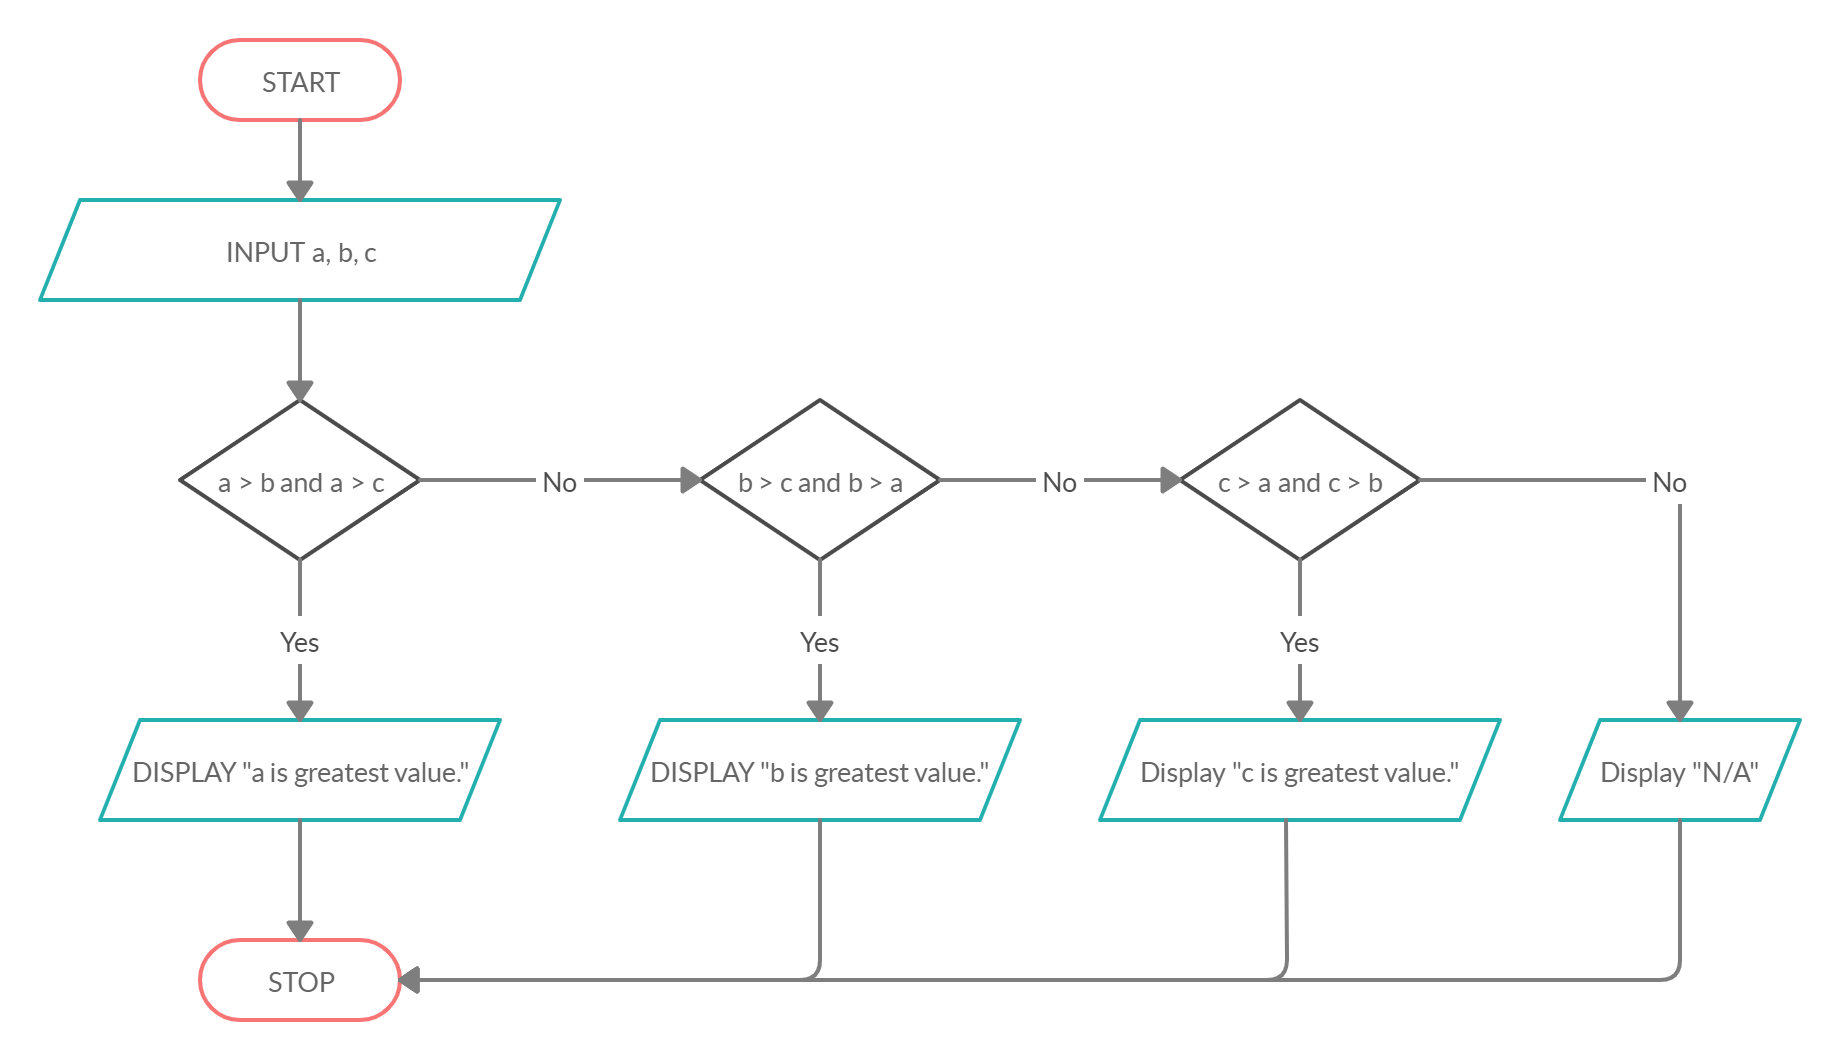 START
INPUT a, b, c
a > b and a > c
No
b > c and b > a
No
c > a and c > b
No
Yes
Yes
Yes
DISPLAY "a is greatest value."
DISPLAY "b is greatest value."
Display "c is greatest value."
Display "N/A"
STOP